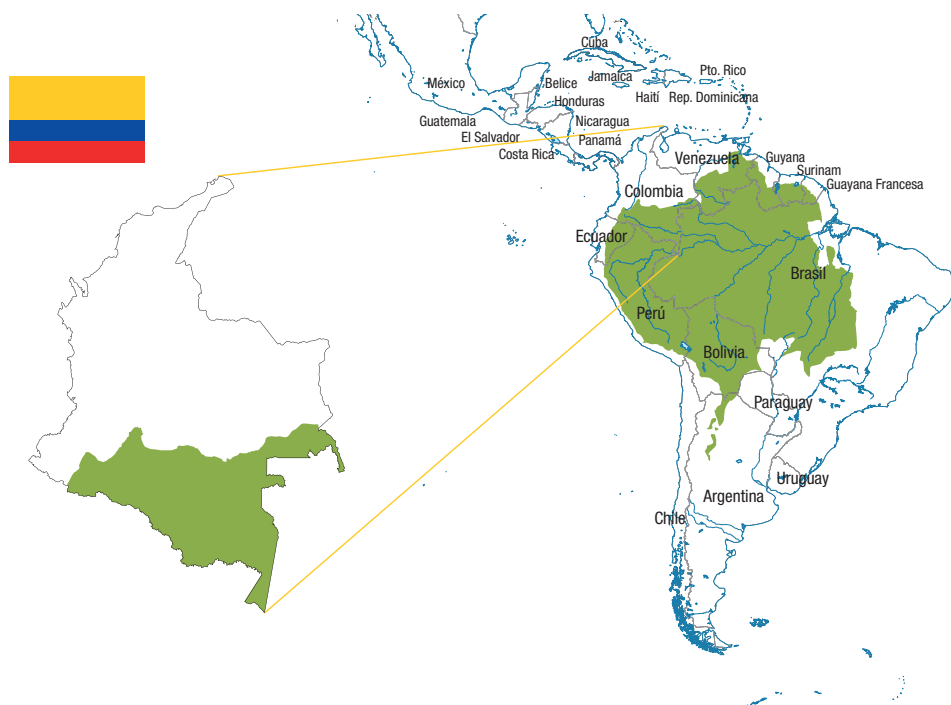 Cuba
México
Belice
Jamaica
Pto. Rico
Haití
Rep. Dominicana
Honduras
Guatemala
Nicaragua
El Salvador
Panamá
Costa Rica
Venezuela
Guyana
Surinam
Guayana Francesa
Colombia
Ecuador
Brasil
Perú
Bolivia
Paraguay
Uruguay
Argentina
Chile